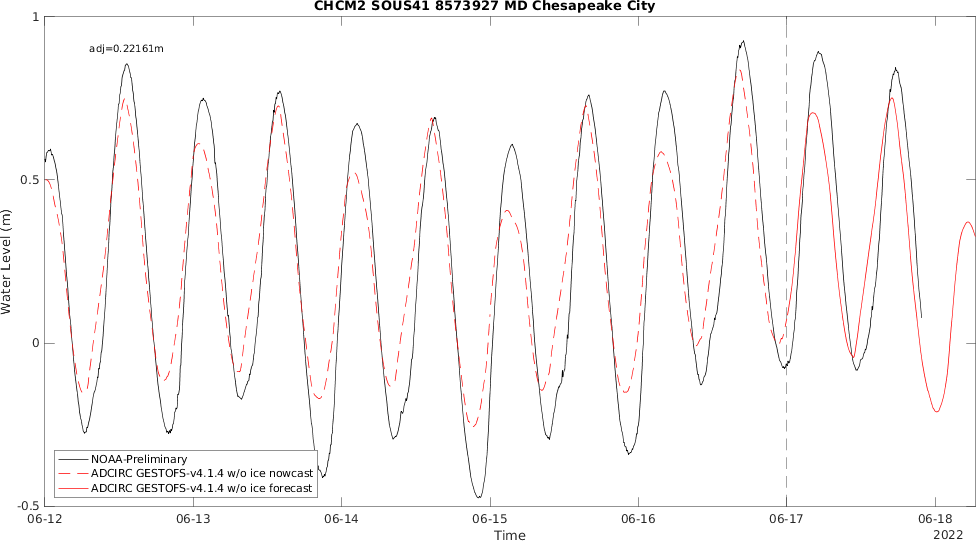 CHCM2 SOUS41 8573927 MD Chesapeake City
adj=0.22161m
1
0.5
0
-0.5
Water Level (m)
NOAA-Preliminary
ADCIRC GESTOFS-v4.1.4 w/o ice nowcast
ADCIRC GESTOFS-v4.1.4 w/o ice forecast
06-12 06-13 06-14 06-15 06-16 06-17 06-18
Time
2022